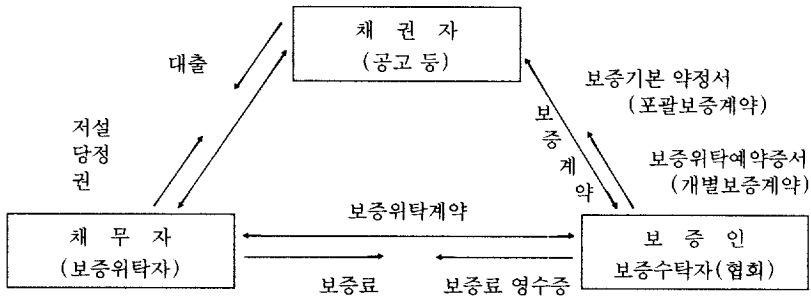 채 권 자
(공고 등)
대출
보증기본 약정서
(포괄보증계약)
저설
당정
권
보
증
계
약
보증위탁예약증서
(개별보증계약)
보증위탁계약
채 무 자
(보증위탁자)
보 증 인
보증수탁자(협회)
보증료
보증료 영수증